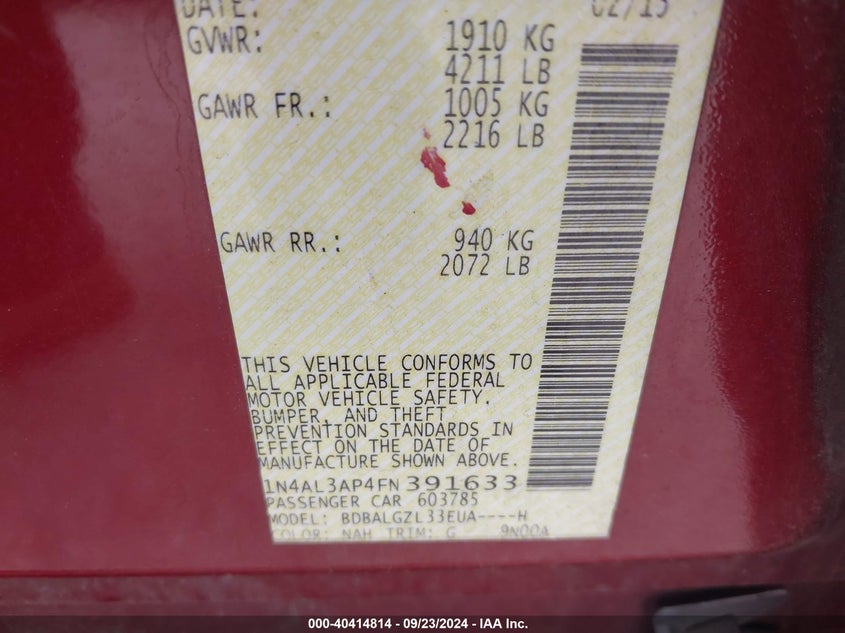 DATE: 02/15
GVWR: 1910 KG
4211 LB
GAWR FR.: 1005 KG
2216 LB
GAWR RR.: 940 KG
2072 LB
THIS VEHICLE CONFORMS TO
ALL APPLICABLE FEDERAL
MOTOR VEHICLE SAFETY,
BUMPER, AND THEFT
PREVENTION STANDARDS IN
EFFECT ON THE DATE OF
MANUFACTURE SHOWN ABOVE.
1N4AL3AP4FN 391633
PASSENGER CAR 603785
MODEL: BDBALGZL33EUA----H
COLOR: NAH TRIM: G 9N00A
000-40414814 - 09/23/2024 - IAA Inc.